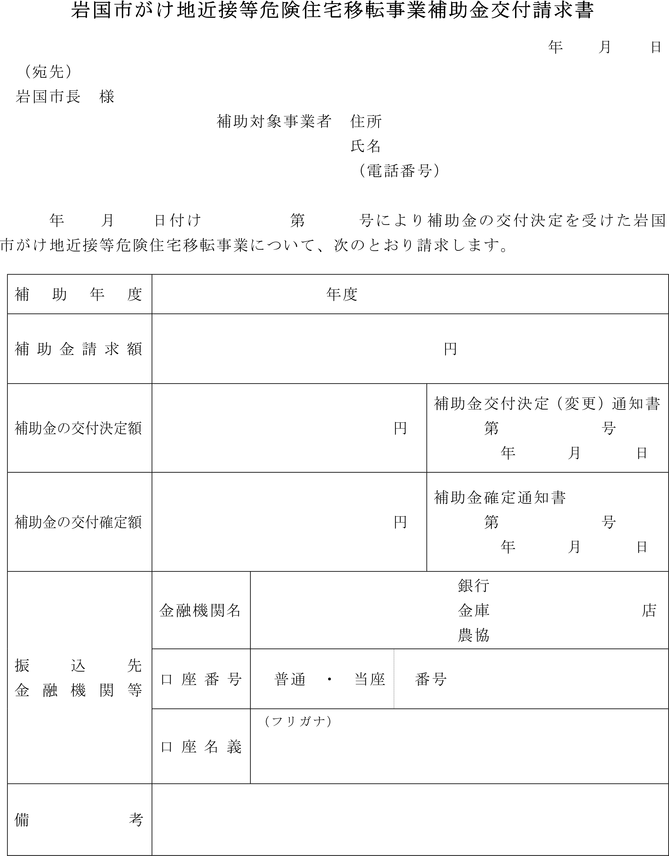 岩国市がけ地近接等危険住宅移転事業補助金交付請求書
年　　月　　日
（宛先）
岩国市長　様
補助対象事業者　住所
氏名
（電話番号）
年　　月　　日付け　　　　　第　　　号により補助金の交付決定を受けた岩国
市がけ地近接等危険住宅移転事業について、次のとおり請求します。
補助年度　　年度
補助金請求額　　円
補助金の交付決定額　　円
補助金交付決定（変更）通知書
第　　　　　号
年　　月　　日
補助金の交付確定額　　円
補助金確定通知書
第　　　　　号
年　　月　　日
振込先
金融機関等
金融機関名
銀行
金庫　　店
農協
口座番号　　普通　・　当座　　番号
（フリガナ）
口座名義
備考